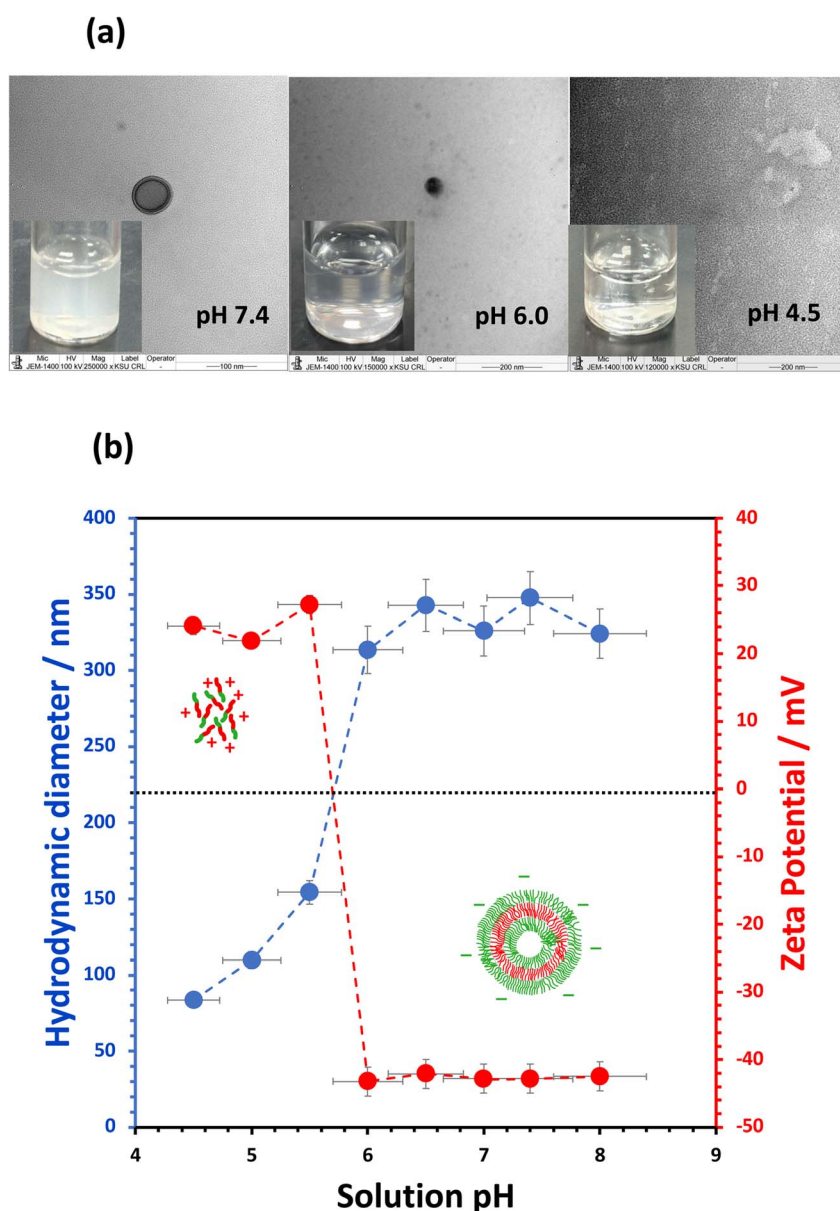 (a)
pH 7.4
pH 6.0
pH 4.5
Mic HV Mag Label Operator
JEM-1400 100 kV 250000 x KSU CRL - 100 nm
Mic HV Mag Label Operator
JEM-1400 100 kV 150000 x KSU CRL - 200 nm
Mic HV Mag Label Operator
JEM-1400 100 kV 120000 x KSU CRL - 200 nm
(b)
Hydrodynamic diameter / nm
400
350
300
250
200
150
100
50
0
40
30
20
10
0
-10
-20
-30
-40
-50
Zeta Potential / mV
4 5 6 7 8 9
Solution pH